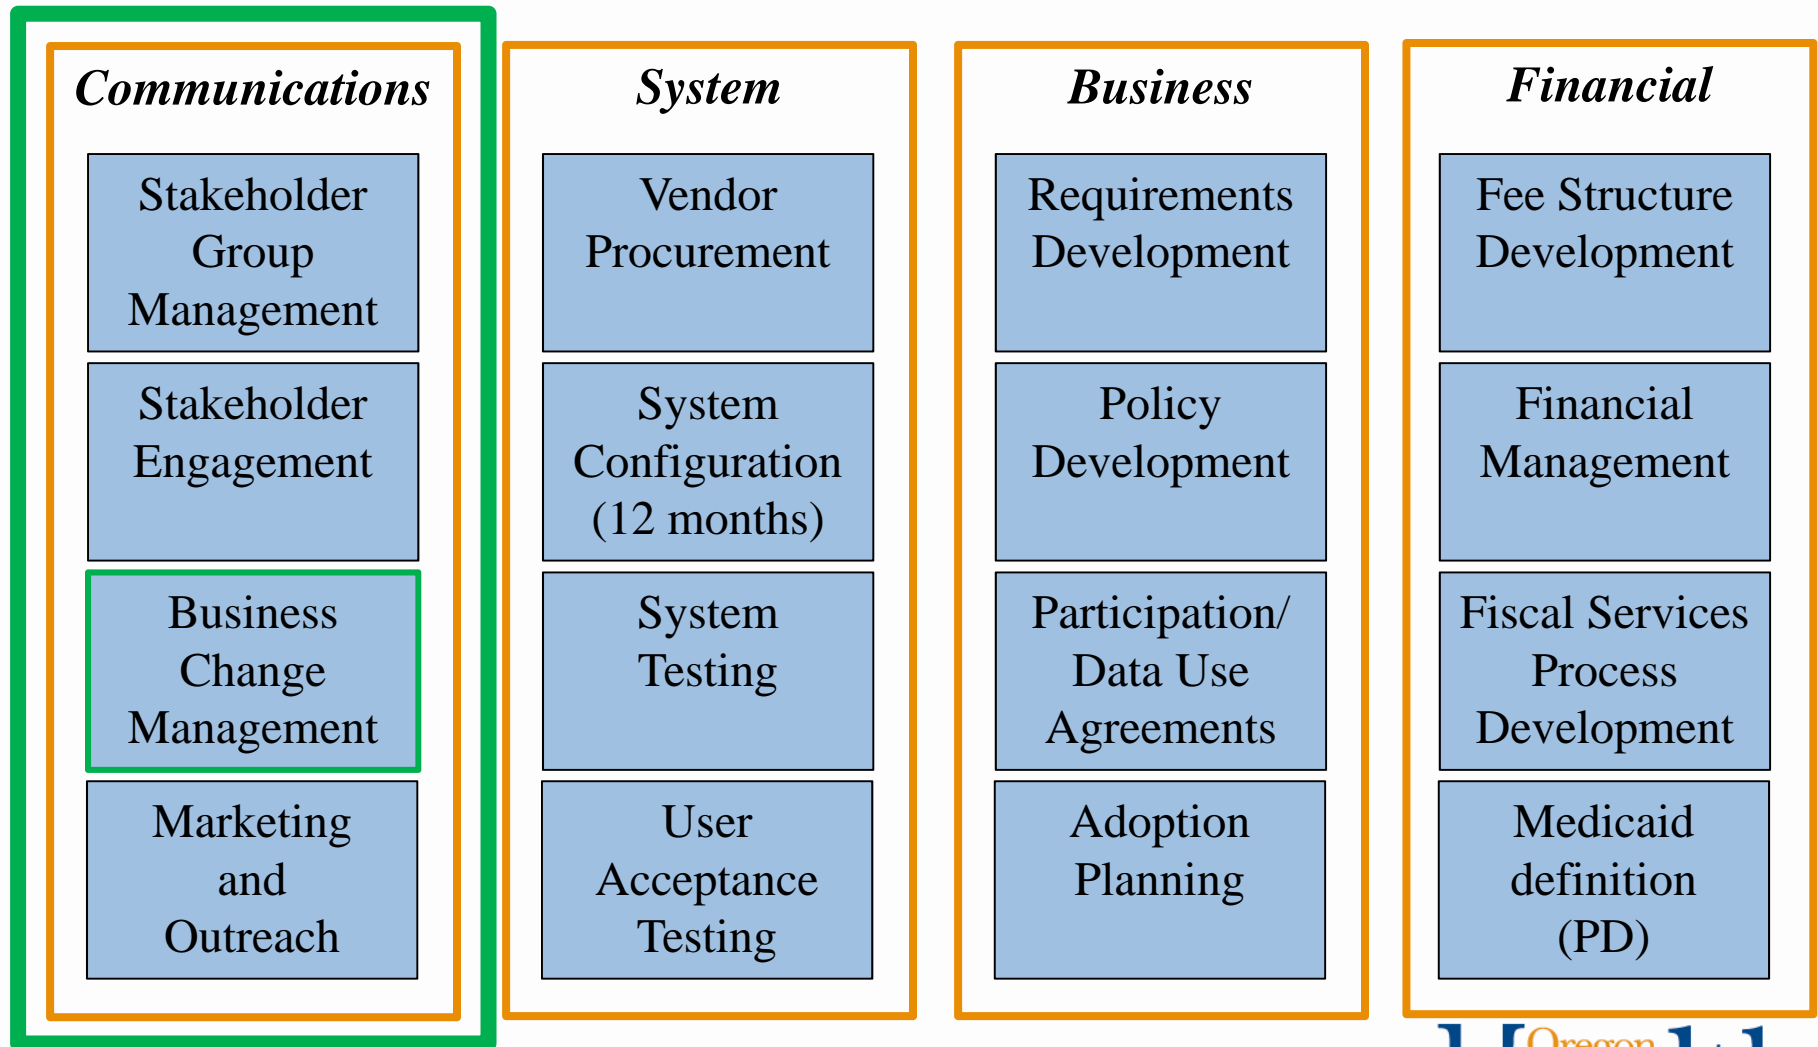 Communications
Stakeholder
Group
Management
Stakeholder
Engagement
Business
Change
Management
Marketing
and
Outreach
System
Vendor
Procurement
System
Configuration
(12 months)
System
Testing
User
Acceptance
Testing
Business
Requirements
Development
Policy
Development
Participation/
Data Use
Agreements
Adoption
Planning
Financial
Fee Structure
Development
Financial
Management
Fiscal Services
Process
Development
Medicaid
definition
(PD)
Oregon